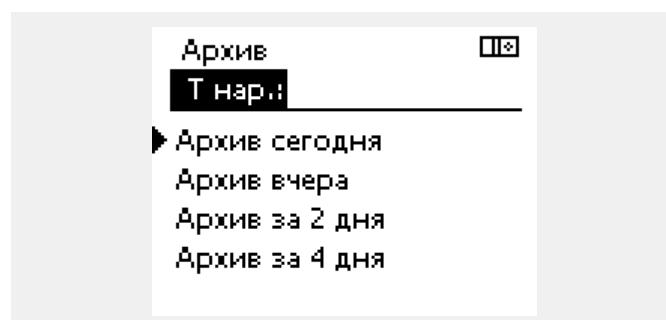 Архив
Т нар.:
Архив сегодня
Архив вчера
Архив за 2 дня
Архив за 4 дня